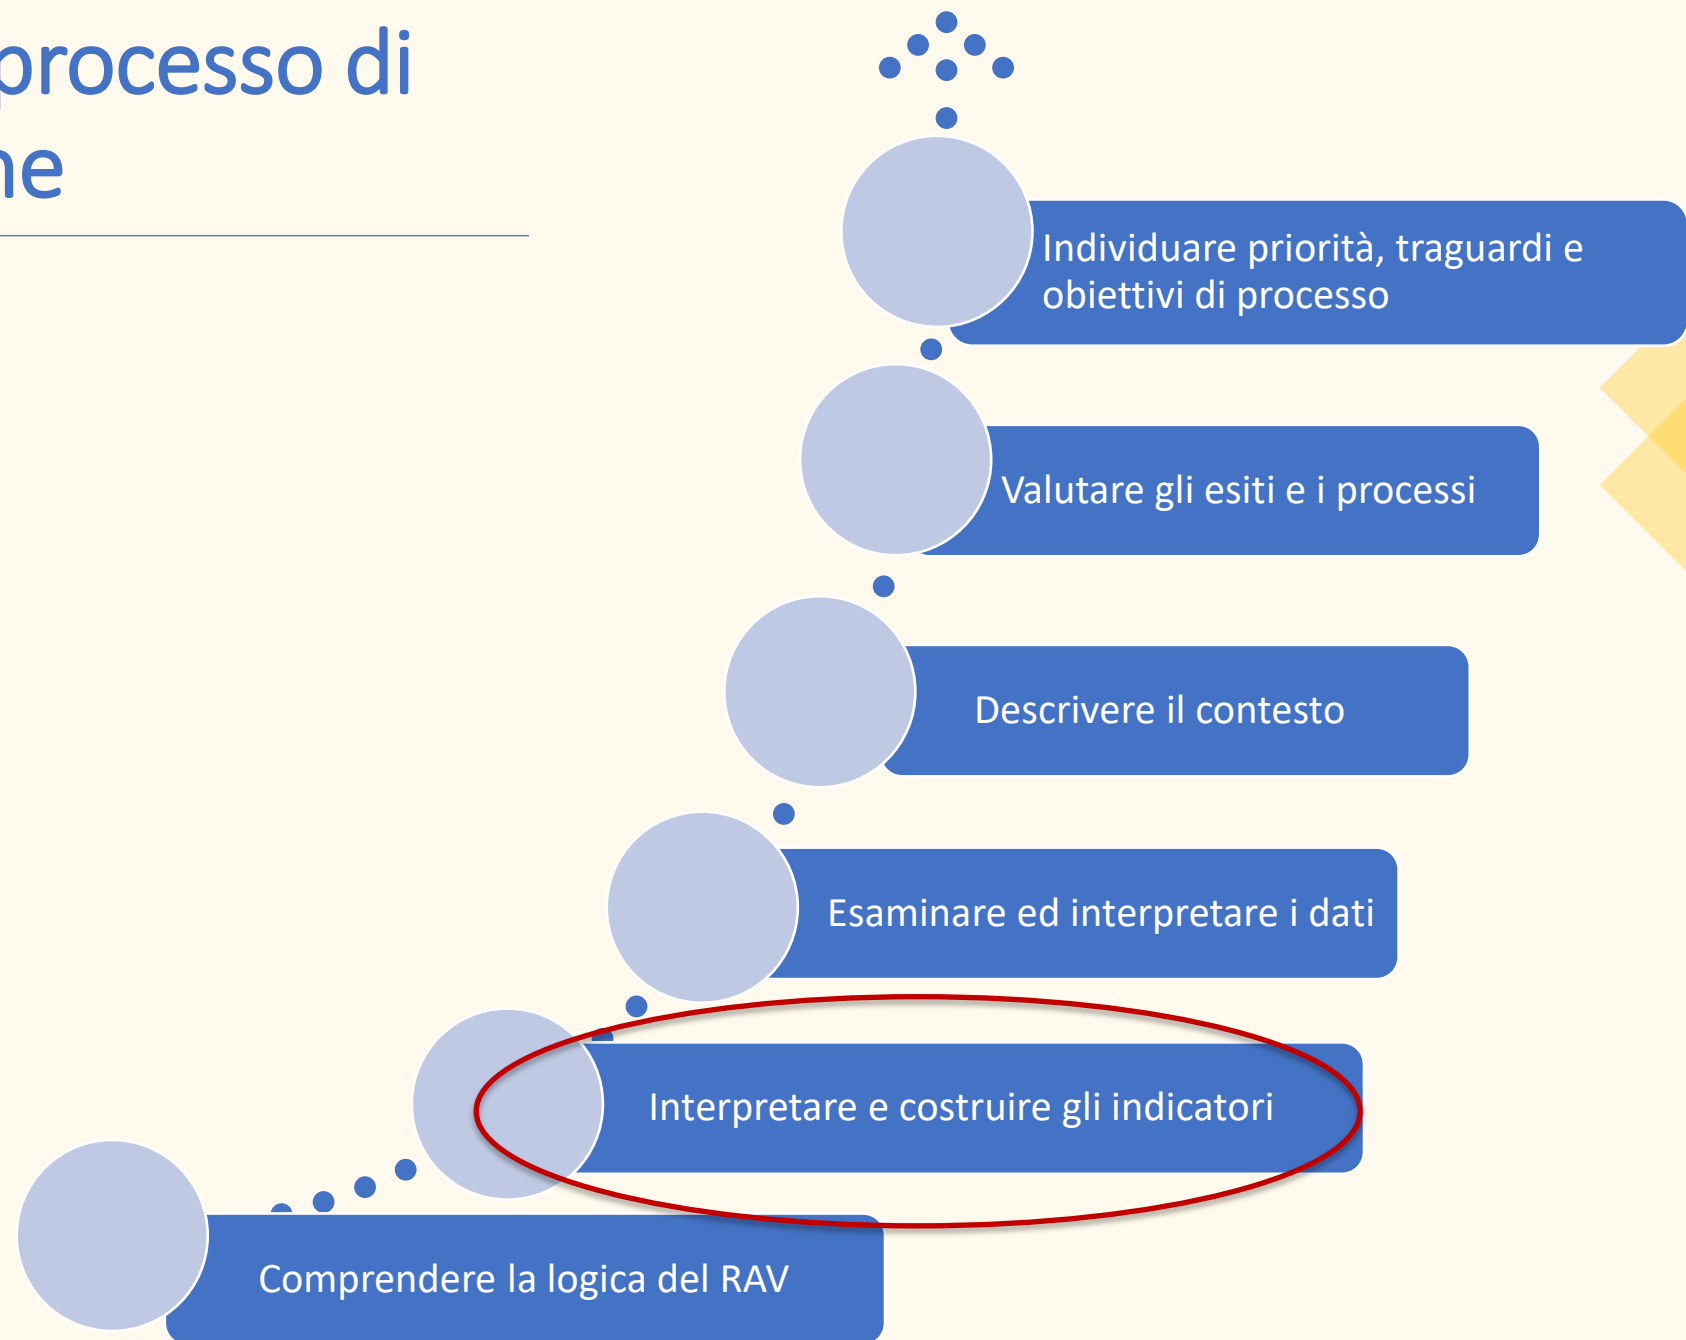 processo di
ne
Individuare priorità, traguardi e
obiettivi di processo
Valutare gli esiti e i processi
Descrivere il contesto
Esaminare ed interpretare i dati
Interpretare e costruire gli indicatori
Comprendere la logica del RAV